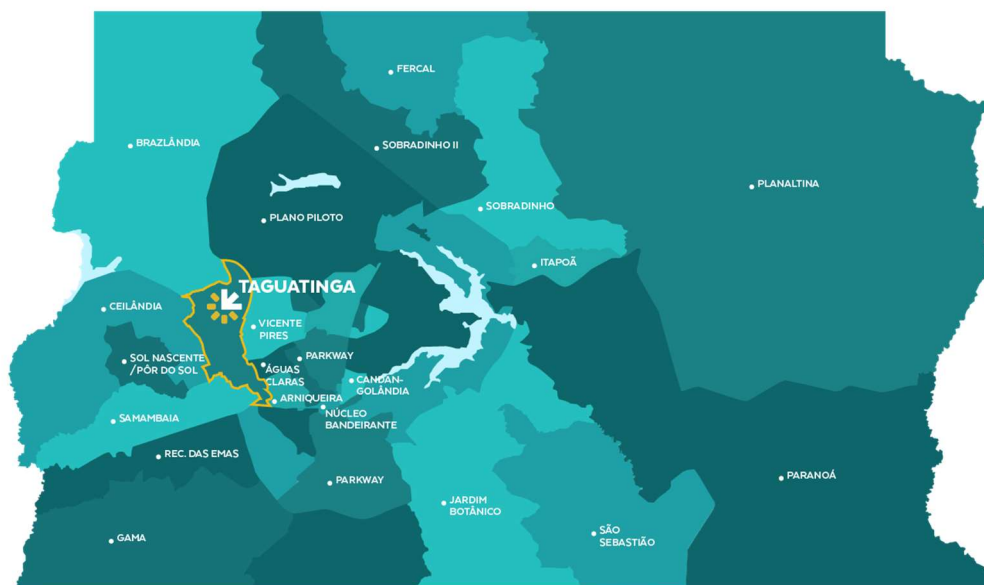 FERCAL
BRAZLÂNDIA
SOBRADINHO II
PLANALTINA
SOBRADINHO
PLANO PILOTO
ITAPOÃ
TAGUATINGA
CEILÂNDIA
VICENTE
PIRES
SOL NASCENTE
/PÔR DO SOL
PARKWAY
ÁGUAS
CLARAS
CANDAN-
GOLÂNDIA
ARNIQUEIRA
NÚCLEO
BANDEIRANTE
SAMAMBAIA
REC. DAS EMAS
PARKWAY
PARANOÁ
JARDIM
BOTÂNICO
SÃO
SEBASTIÃO
GAMA